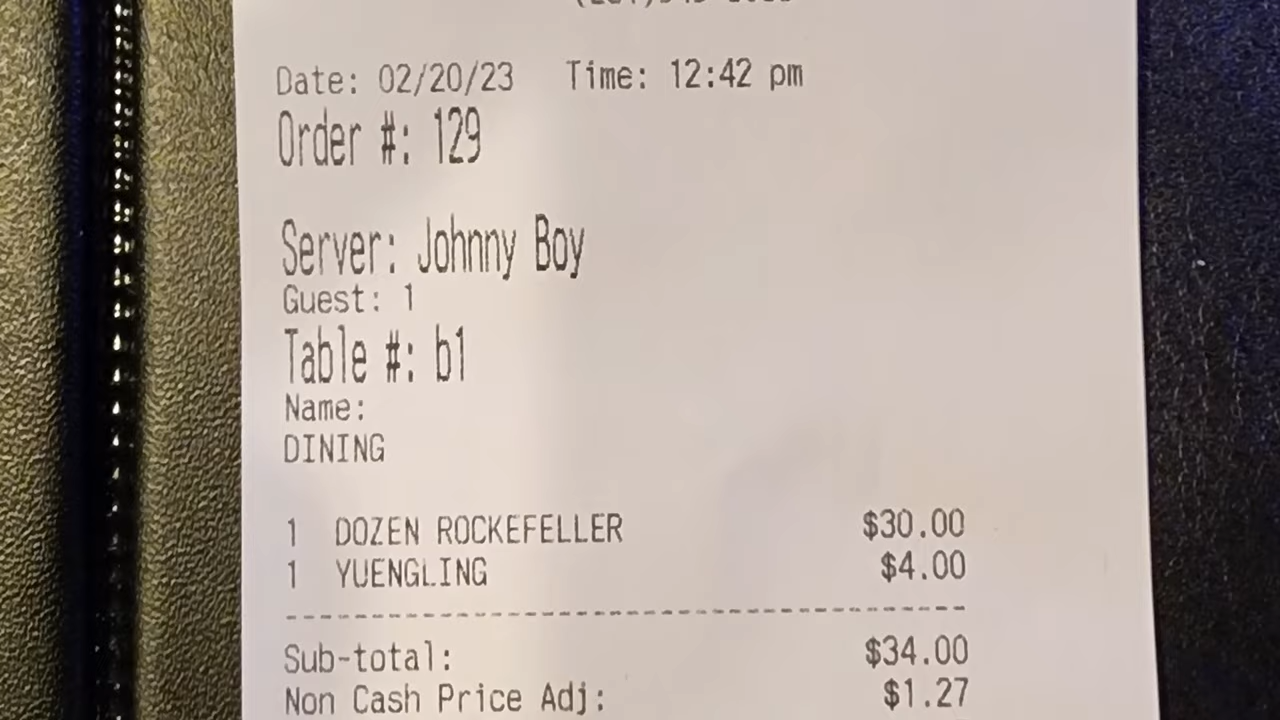 Date: 02/20/23 Time: 12:42 pm
Order #: 129
Server: Johnny Boy
Guest: 1
Table #: b1
Name:
DINING
1 DOZEN ROCKEFELLER $30.00
1 YUENGLING $4.00
Sub-total: $34.00
Non Cash Price Adj: $1.27